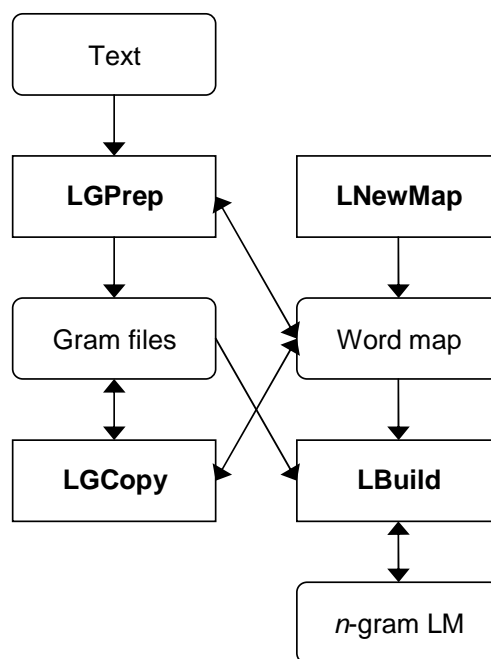 Text
LGPrep
LNewMap
Gram files
Word map
LGCopy
LBuild
n-gram LM